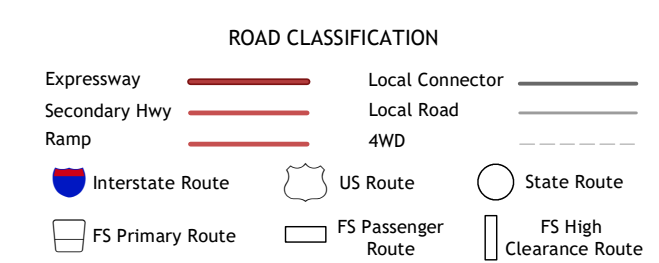 ROAD CLASSIFICATION
Expressway
Local Connector
Secondary Hwy
Local Road
Ramp
4WD
Interstate Route
US Route
State Route
FS Primary Route
FS Passenger
Route
FS High
Clearance Route